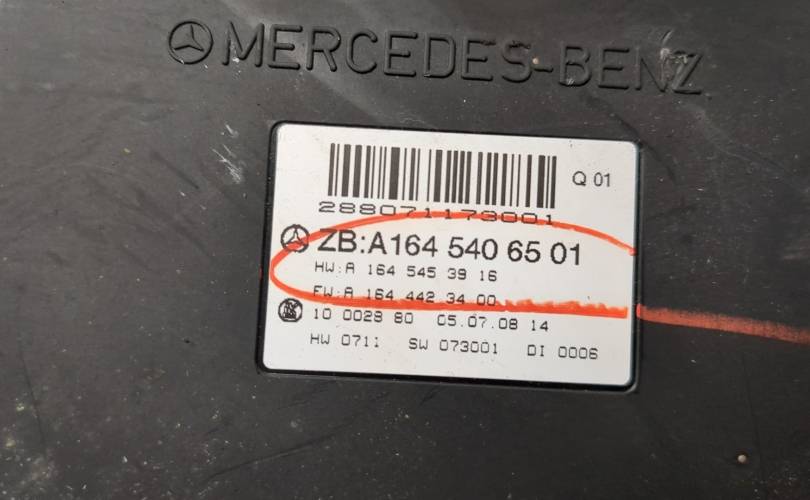 MERCEDES-BENZ
Q 01
288071173001
ZB:A164 540 65 01
HW:A 164 545 39 16
FW:A 164 442 34 00
10 0028 80 05.07.08 14
HW 0711 SW 073001 DI 0006